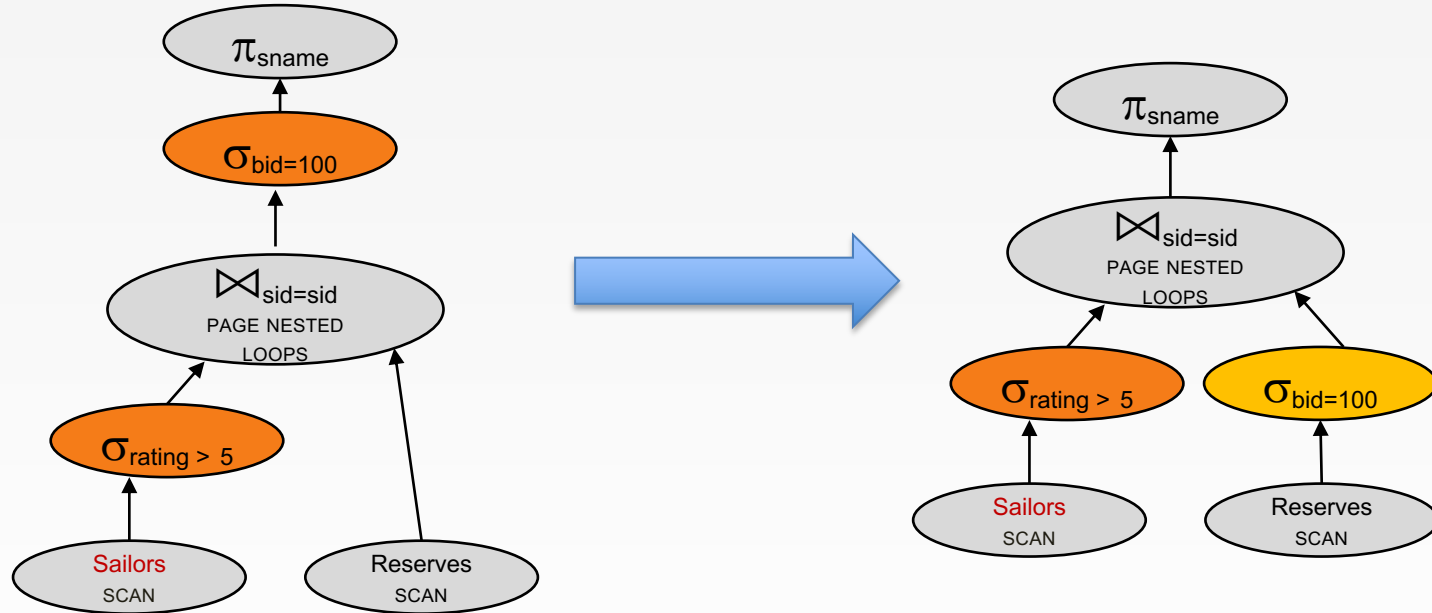 πsname
σbid=100
⋈sid=sid
PAGE NESTED
LOOPS
σrating > 5
Sailors
SCAN
Reserves
SCAN
πsname
⋈sid=sid
PAGE NESTED
LOOPS
σrating > 5
σbid=100
Sailors
SCAN
Reserves
SCAN